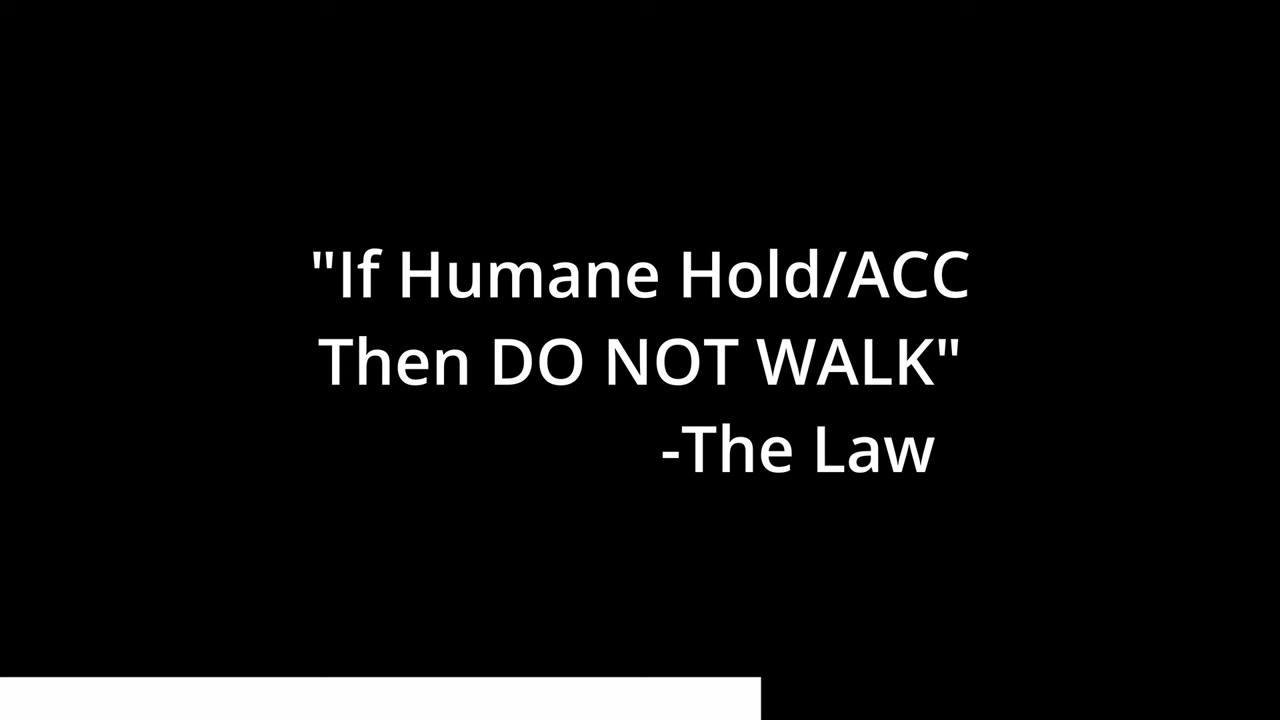 "If Humane Hold/ACC
Then DO NOT WALK"
-The Law